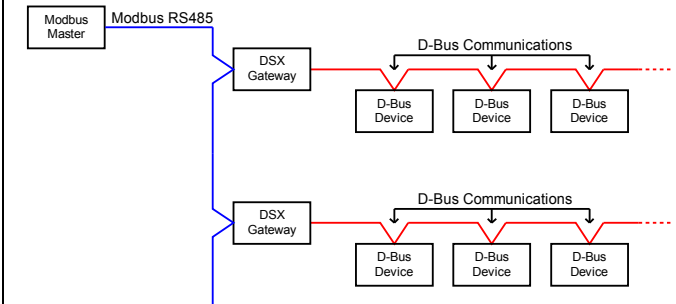 Modbus
Master
Modbus RS485
DSX
Gateway
D-Bus Communications
D-Bus
Device
D-Bus
Device
D-Bus
Device
DSX
Gateway
D-Bus Communications
D-Bus
Device
D-Bus
Device
D-Bus
Device